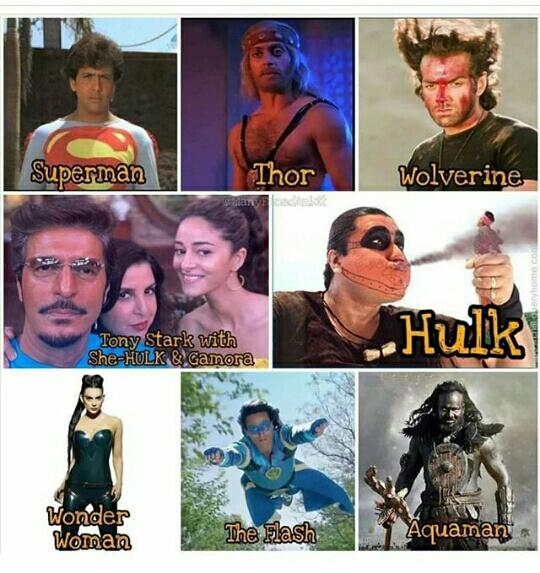 Superman
Thor
Wolverine
Tony Stark with
She-HULK & Gamora
Hulk
Wonder
Woman
The Flash
Aquaman